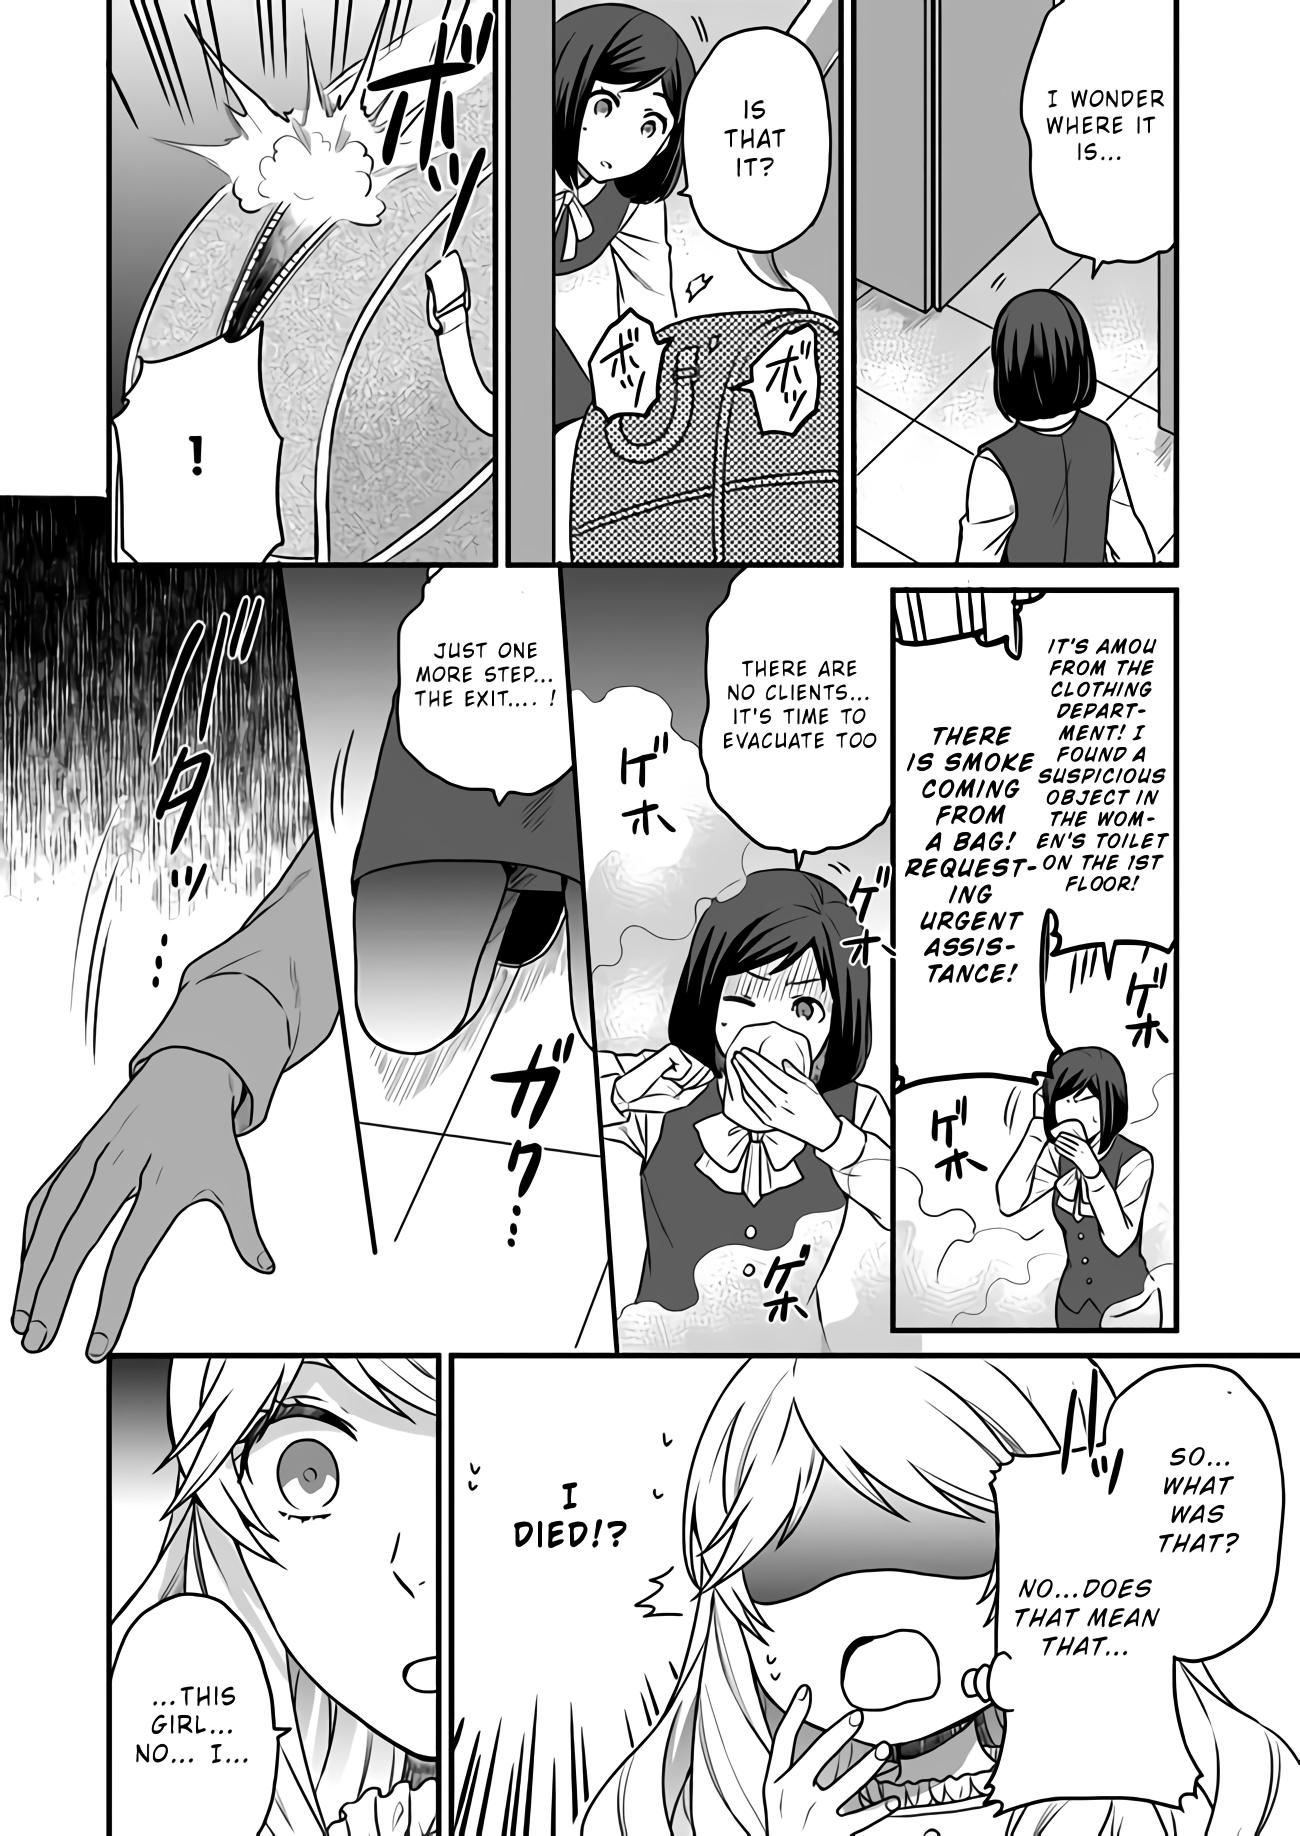 I WONDER
WHERE IT
IS...
IS
THAT
IT?
ボッ
ボッ
ボンッ
!
IT'S AMOU
FROM THE
CLOTHING
DEPART-
MENT! I
FOUND A
SUSPICIOUS
OBJECT IN
THE WOM-
EN'S TOILET
ON THE 1ST
FLOOR!
THERE
IS SMOKE
COMING
FROM
A BAG!
REQUEST-
ING
URGENT
ASSIS-
TANCE!
ゲホ
ゲホ
THERE ARE
NO CLIENTS...
IT'S TIME TO
EVACUATE TOO
ゲホ
ゲホ
ゲホ
JUST ONE
MORE STEP...
THE EXIT.... !
ガク...
バタッ...
SO...
WHAT
WAS
THAT?
NO...DOES
THAT MEAN
THAT...
I
DIED!?
...THIS
GIRL...
NO... I...